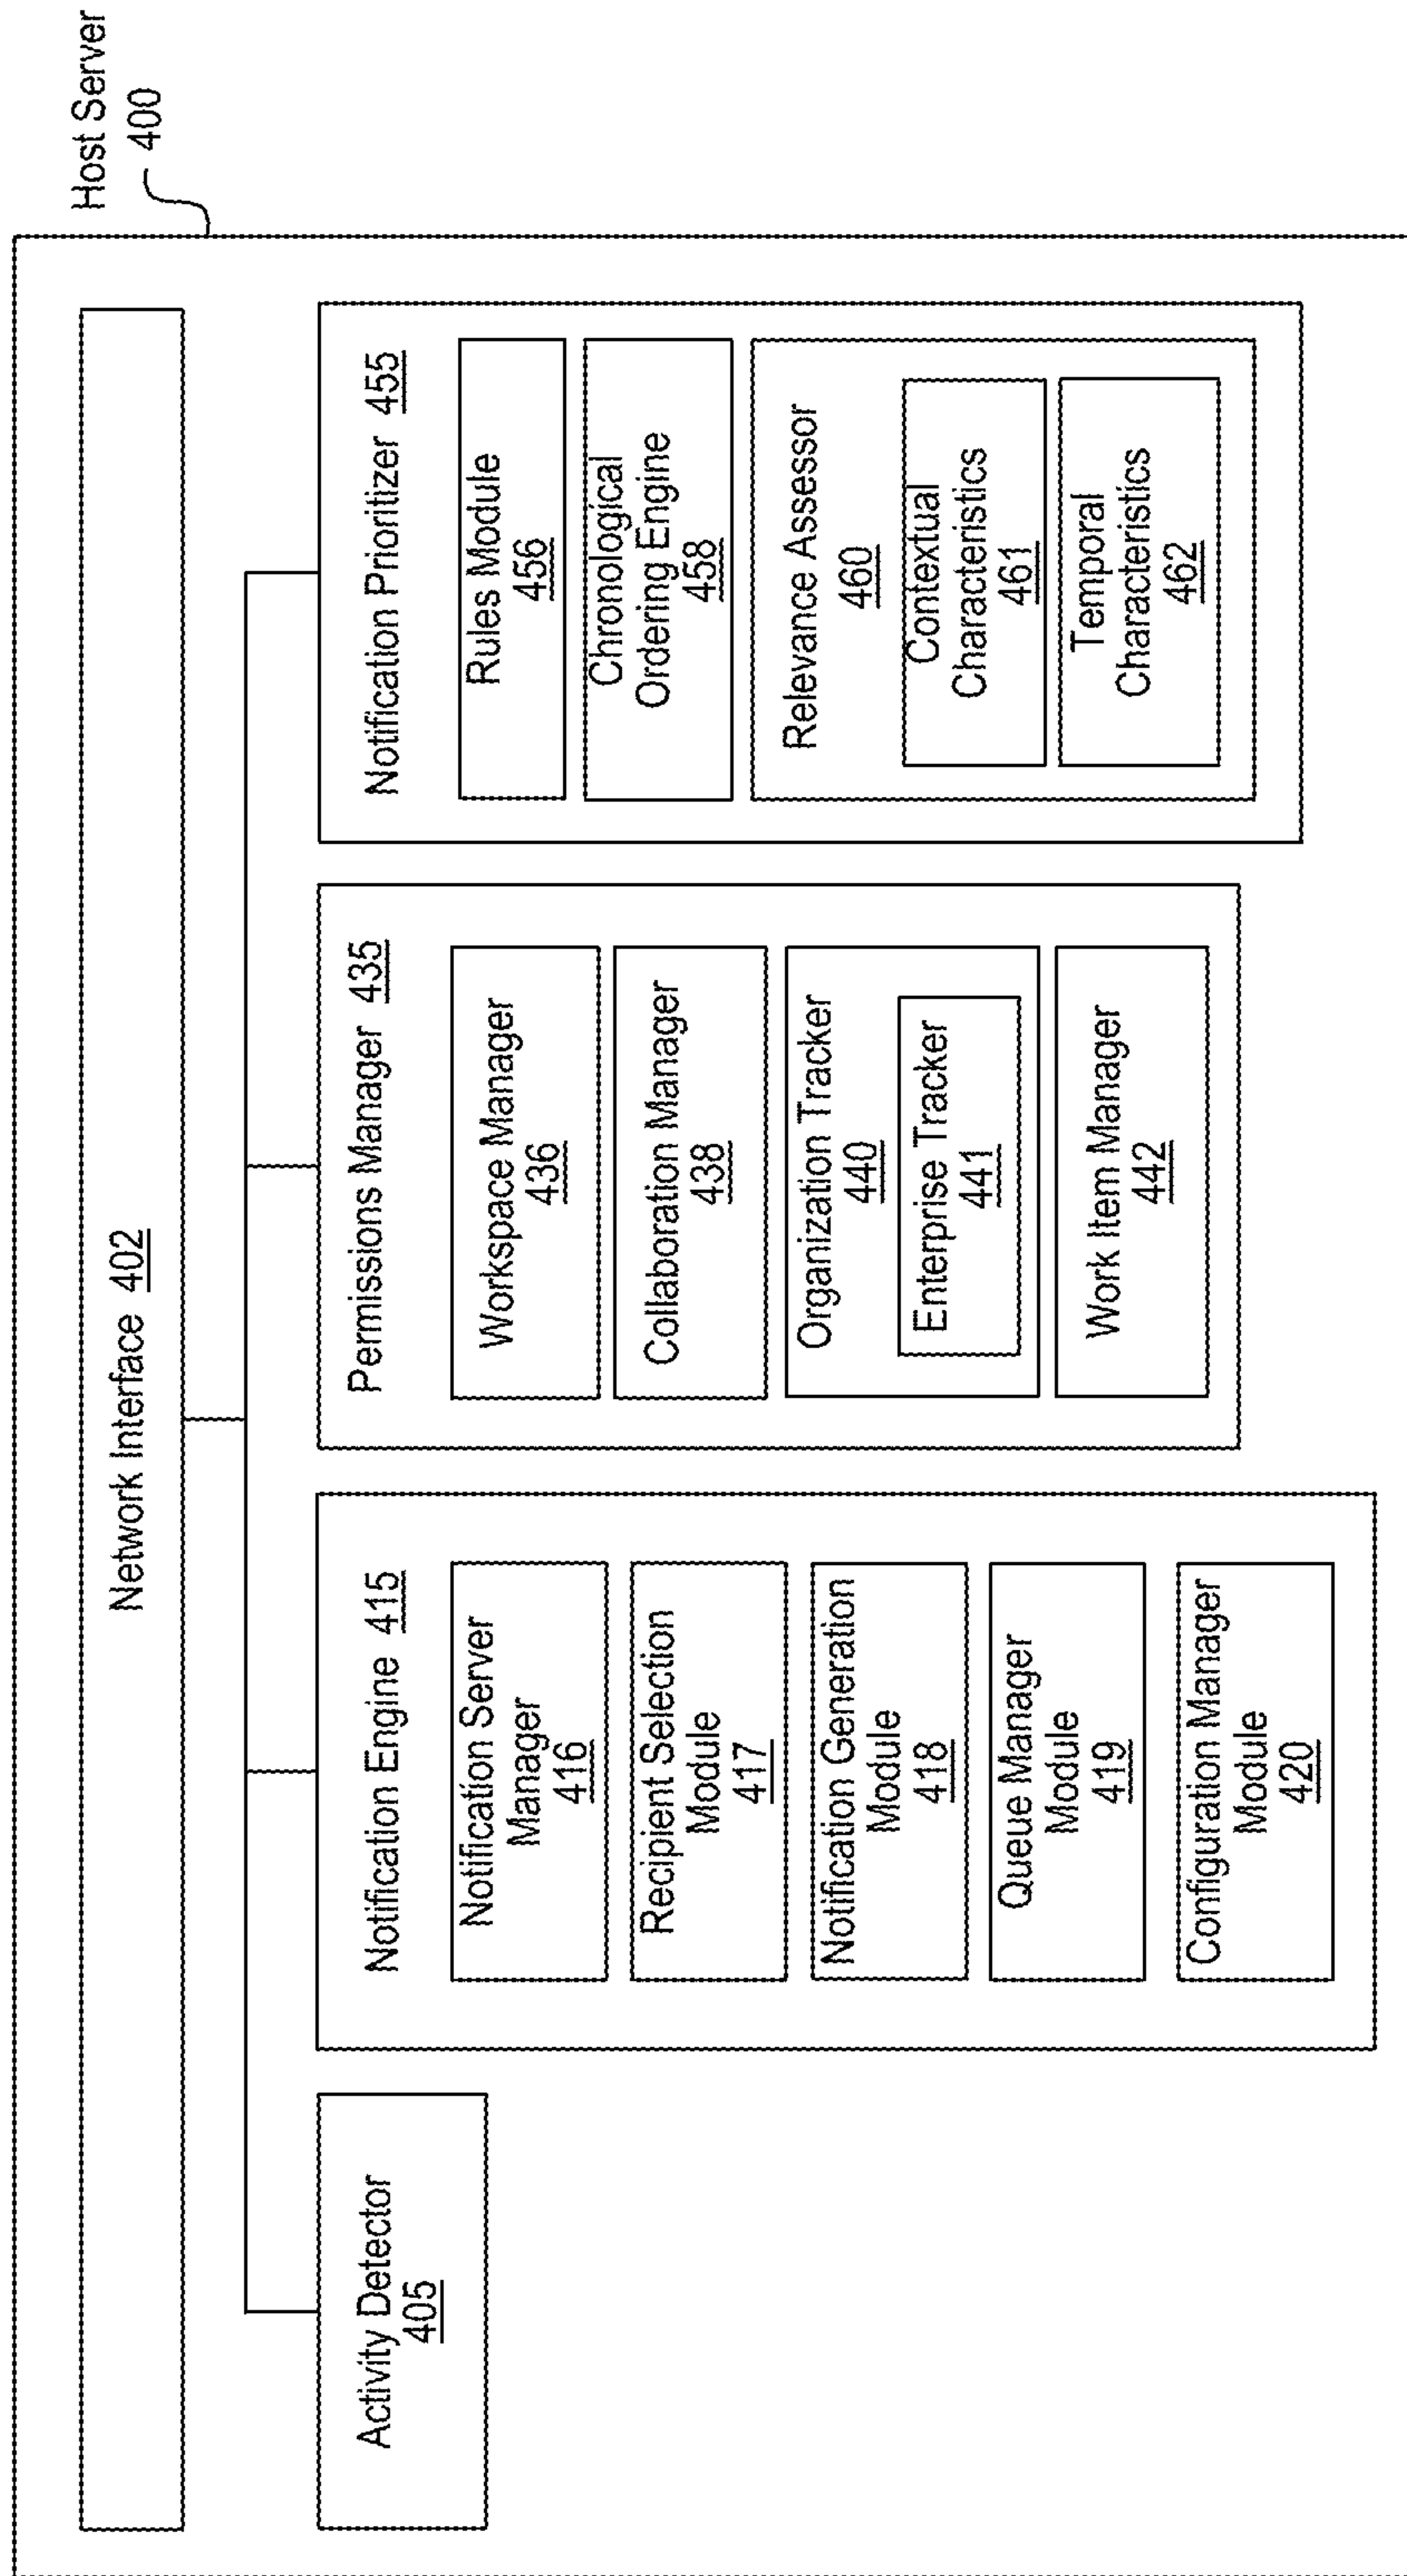 Host Server
400
Network Interface 402
Activity Detector
405
Notification Engine 415
Notification Server
Manager
416
Recipient Selection
Module
417
Notification Generation
Module
418
Queue Manager
Module
419
Configuration Manager
Module
420
Permissions Manager 435
Workspace Manager
436
Collaboration Manager
438
Organization Tracker
440
Enterprise Tracker
441
Work Item Manager
442
Notification Prioritizer 455
Rules Module
456
Chronological
Ordering Engine
458
Relevance Assessor
460
Contextual
Characteristics
461
Temporal
Characteristics
462